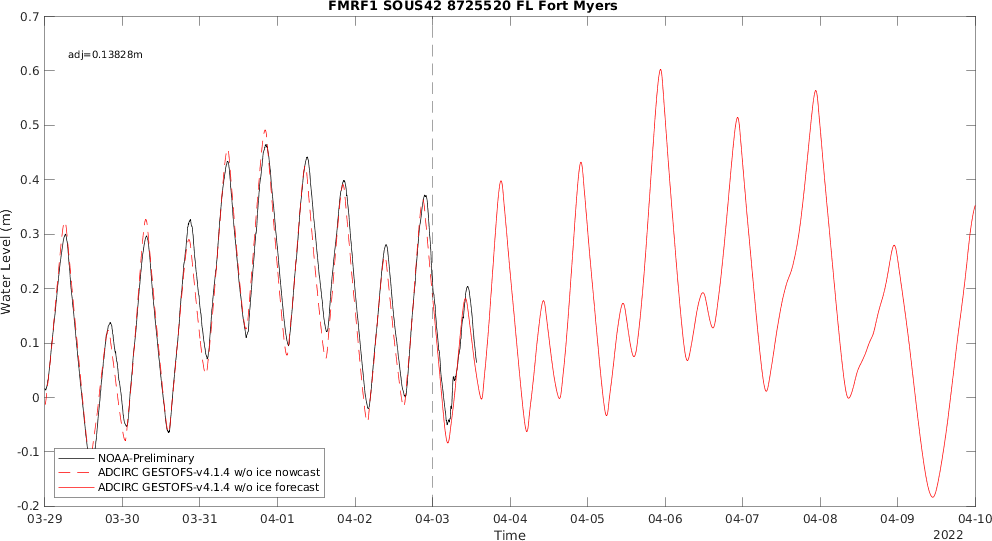 FMRF1 SOUS42 8725520 FL Fort Myers
0.7
0.6
0.5
0.4
0.3
0.2
0.1
0
-0.1
-0.2
Water Level (m)
adj=0.13828m
NOAA-Preliminary
ADCIRC GESTOFS-v4.1.4 w/o ice nowcast
ADCIRC GESTOFS-v4.1.4 w/o ice forecast
03-29 03-30 03-31 04-01 04-02 04-03 04-04 04-05 04-06 04-07 04-08 04-09 04-10
Time
2022